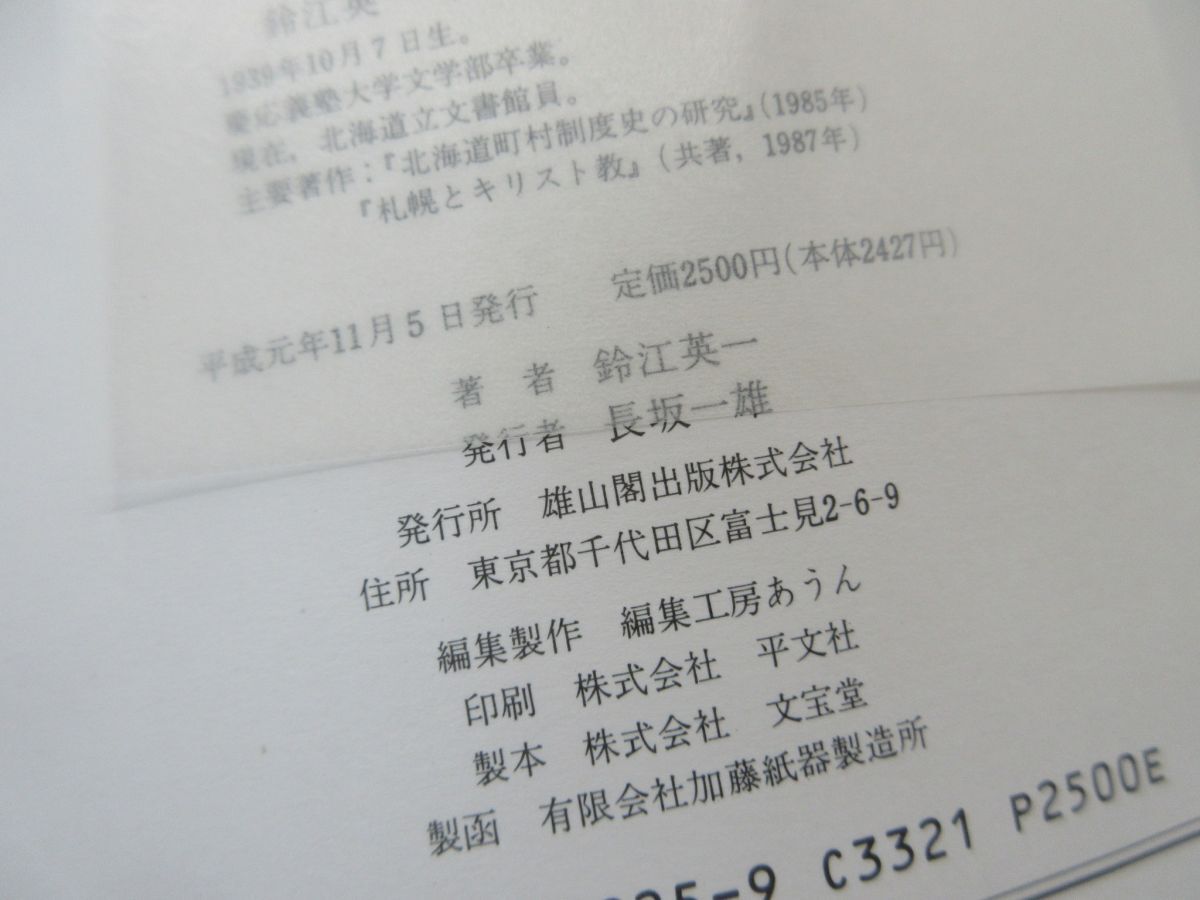 鈴江英
1939年10月7日生。
慶応義塾大学文学部卒業。
現在，北海道立文書館員。
主要著作：『北海道町村制度史の研究』(1985年)
『札幌とキリスト教』(共著，1987年)
平成元年11月5日発行　定価2500円(本体2427円)
著　者　鈴江英一
発行者　長坂一雄
発行所　雄山閣出版株式会社
住所　東京都千代田区富士見2-6-9
編集製作　編集工房あうん
印刷　株式会社　平文社
製本　株式会社　文宝堂
製函　有限会社加藤紙器製造所
-9 C3321 P2500E